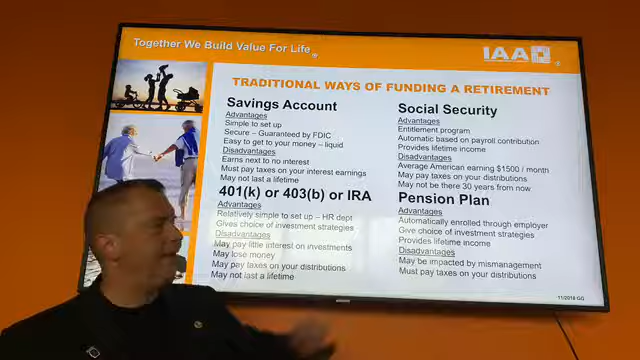 Together We Build Value For Life
IAA
TRADITIONAL WAYS OF FUNDING A RETIREMENT
Savings Account
Advantages
Simple to set up
Secure – Guaranteed by FDIC
Easy to get to your money – liquid
Disadvantages
Earns next to no interest
Must pay taxes on your interest earnings
May not last a lifetime
401(k) or 403(b) or IRA
Advantages
Relatively simple to set up – HR dept
Gives choice of investment strategies
Disadvantages
May pay little interest on investments
May lose money
May pay taxes on your distributions
May not last a lifetime
Social Security
Advantages
Entitlement program
Automatic based on payroll contribution
Provides lifetime income
Disadvantages
Average American earning $1500 / month
May pay taxes on your distributions
May not be there 30 years from now
Pension Plan
Advantages
Automatically enrolled through employer
Give choice of investment strategies
Provides lifetime income
Disadvantages
May be impacted by mismanagement
Must pay taxes on your distributions
11/2018 GG